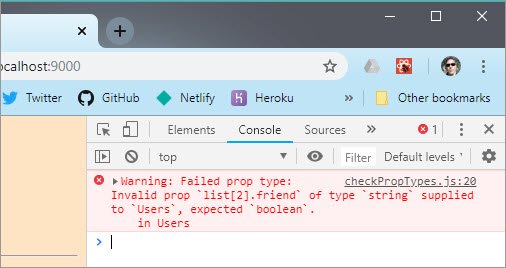 ocalhost:9000
Twitter GitHub Netlify Heroku » Other bookmarks
Elements Console Sources » 1
top Filter Default levels
Warning: Failed prop type: checkPropTypes.js:20
Invalid prop `list[2].friend` of type `string` supplied
to `Users`, expected `boolean`.
in Users